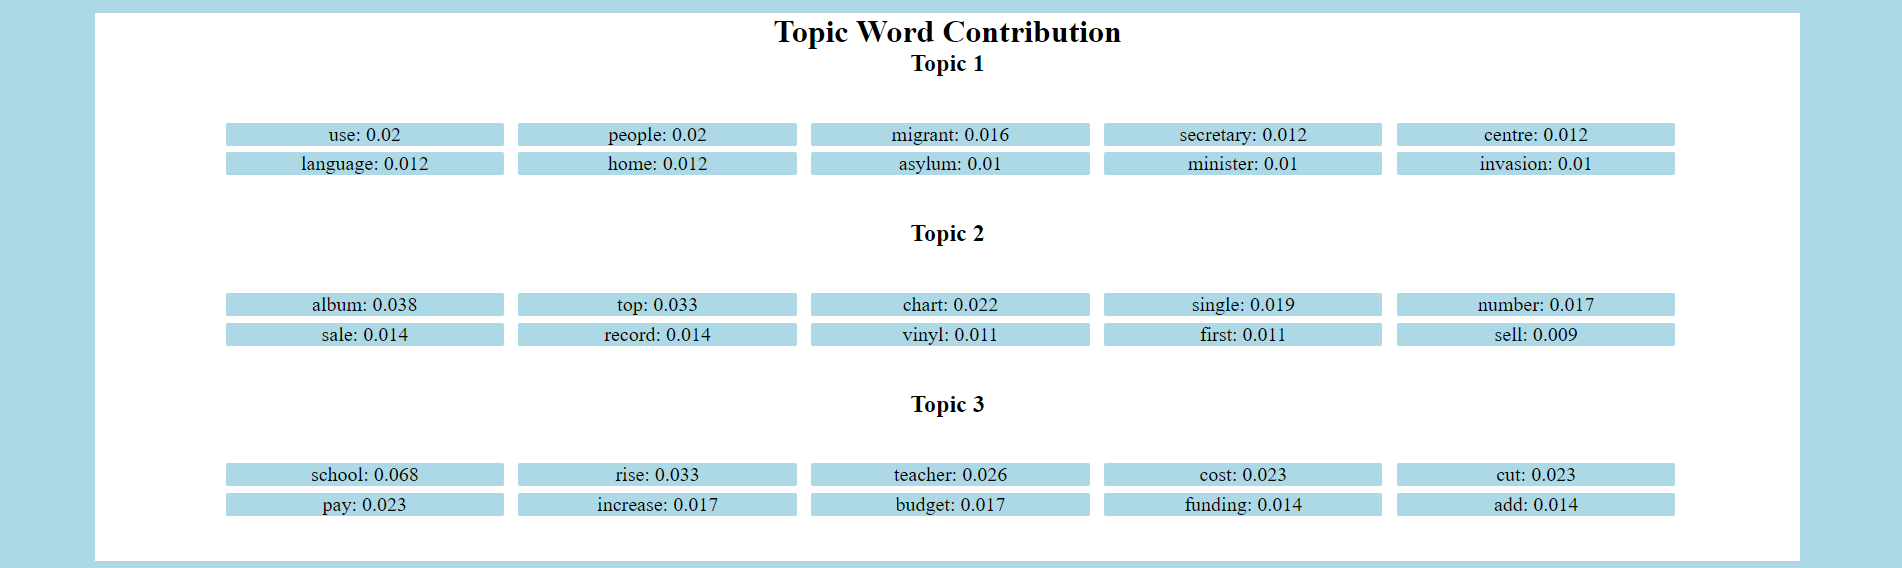 Topic Word Contribution
Topic 1
use: 0.02 people: 0.02 migrant: 0.016 secretary: 0.012 centre: 0.012
language: 0.012 home: 0.012 asylum: 0.01 minister: 0.01 invasion: 0.01
Topic 2
album: 0.038 top: 0.033 chart: 0.022 single: 0.019 number: 0.017
sale: 0.014 record: 0.014 vinyl: 0.011 first: 0.011 sell: 0.009
Topic 3
school: 0.068 rise: 0.033 teacher: 0.026 cost: 0.023 cut: 0.023
pay: 0.023 increase: 0.017 budget: 0.017 funding: 0.014 add: 0.014